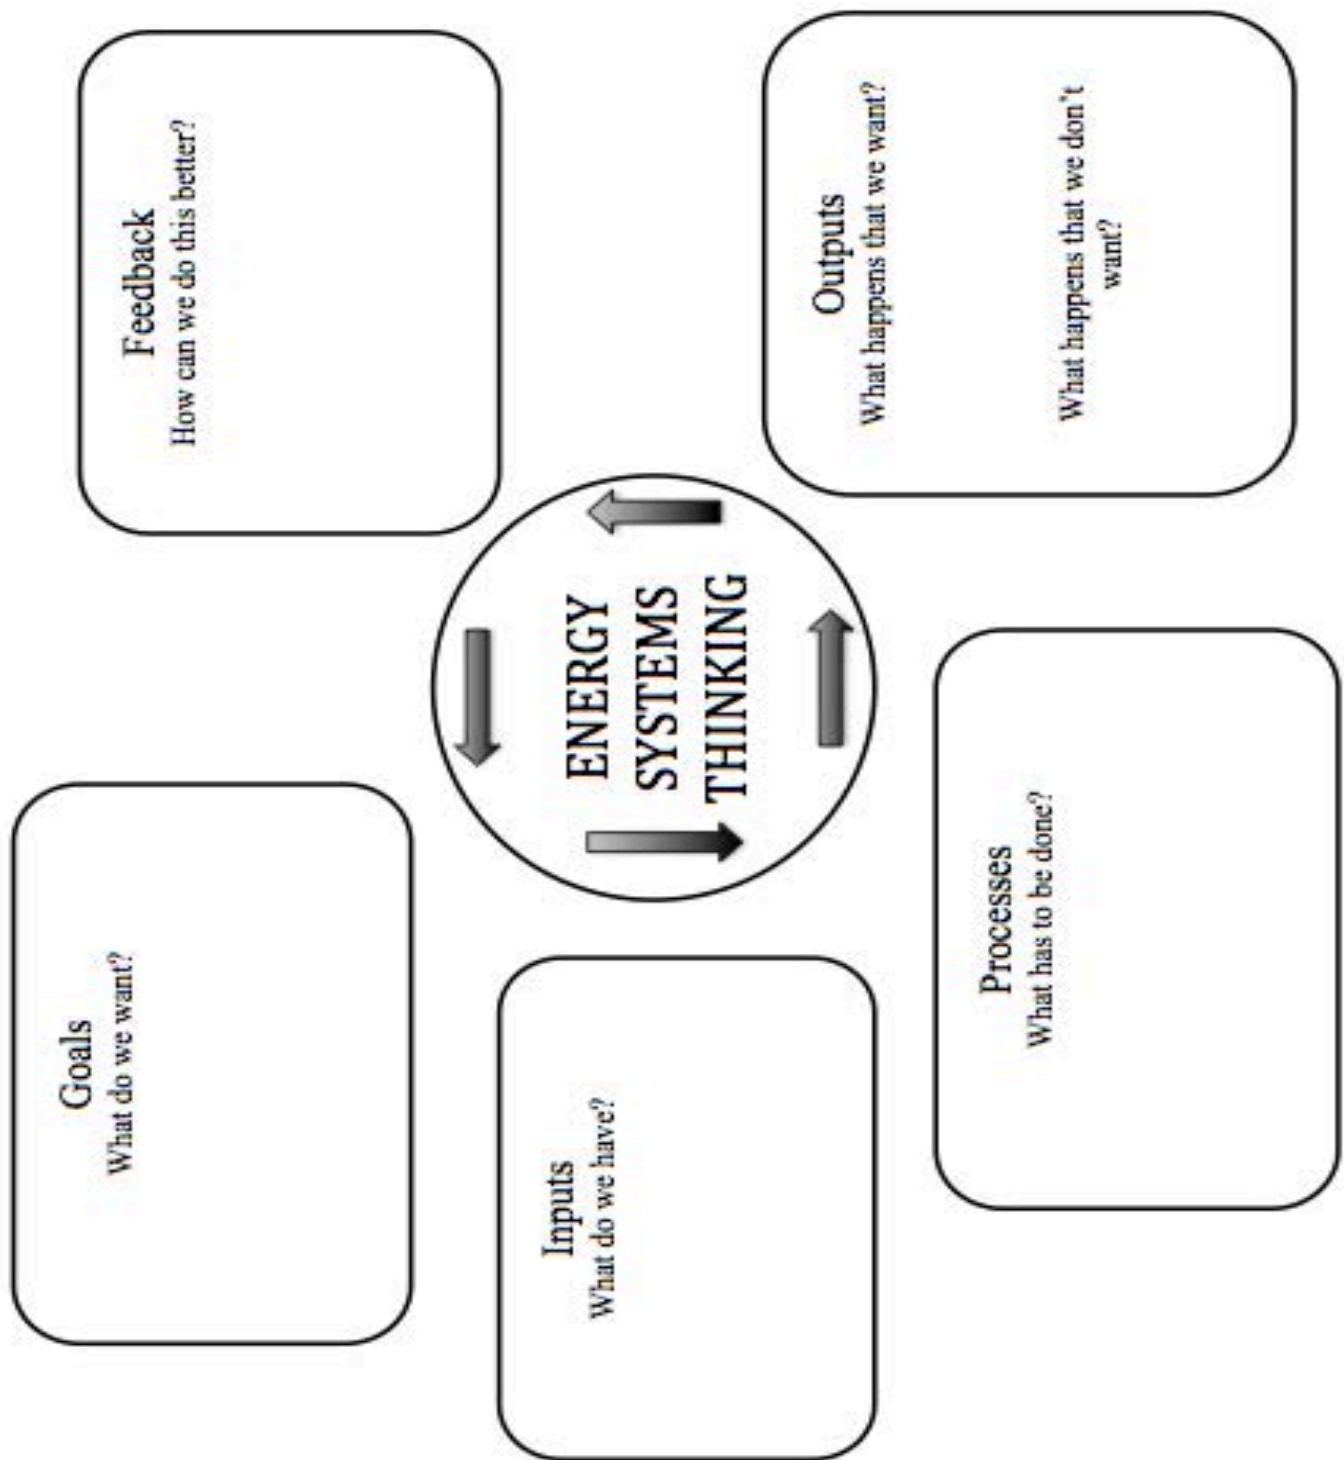 Goals
What do we want?
Feedback
How can we do this better?
Inputs
What do we have?
ENERGY
SYSTEMS
THINKING
Outputs
What happens that we want?
What happens that we don't
want?
Processes
What has to be done?